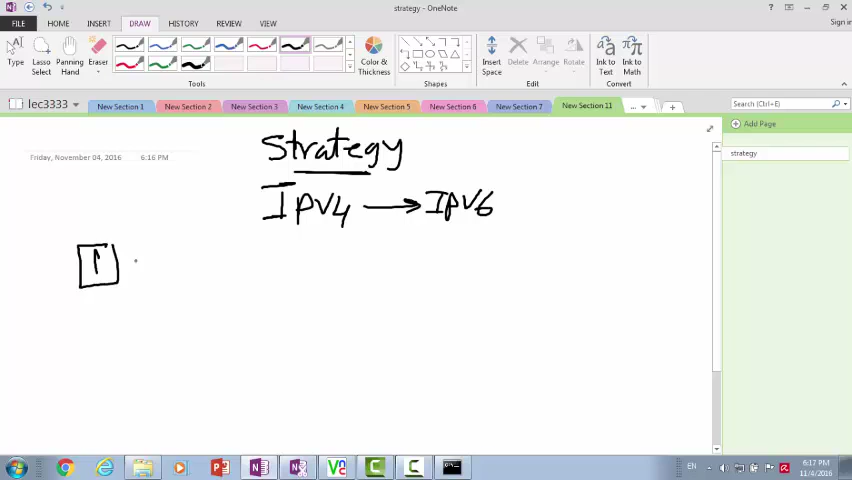 strategy - OneNote
FILE HOME INSERT DRAW HISTORY REVIEW VIEW
Sign in
Type Lasso Select Panning Hand Eraser Color & Thickness Insert Space Delete Arrange Rotate Ink to Text Ink to Math
Tools Shapes Edit Convert
lec3333 New Section 1 New Section 2 New Section 3 New Section 4 New Section 5 New Section 6 New Section 7 New Section 11 ... + Search (Ctrl+E)
Add Page
strategy
Friday, November 04, 2016 6:16 PM
Strategy
IPV4 → IPV6
1
EN 6:17 PM
11/4/2016